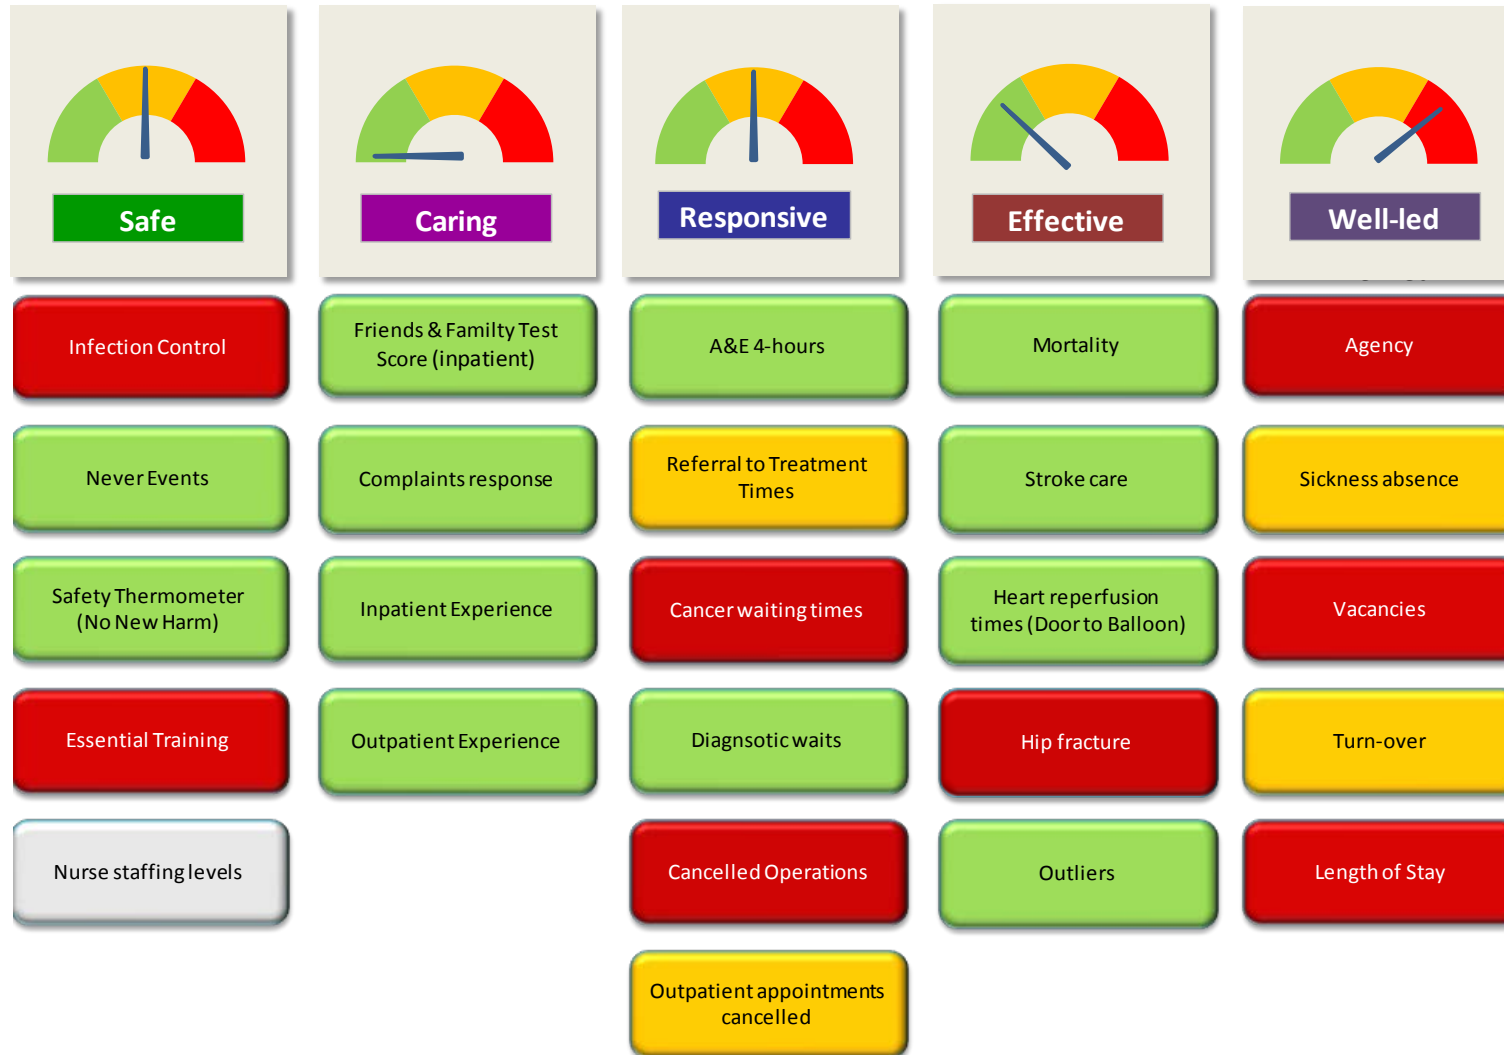 Safe
Caring
Responsive
Effective
Well-led
Infection Control
Friends & Familty Test
Score (inpatient)
A&E 4-hours
Mortality
Agency
Never Events
Complaints response
Referral to Treatment
Times
Stroke care
Sickness absence
Safety Thermometer
(No New Harm)
Inpatient Experience
Cancer waiting times
Heart reperfusion
times (Door to Balloon)
Vacancies
Essential Training
Outpatient Experience
Diagnsotic waits
Hip fracture
Turn-over
Nurse staffing levels
Cancelled Operations
Outliers
Length of Stay
Outpatient appointments
cancelled